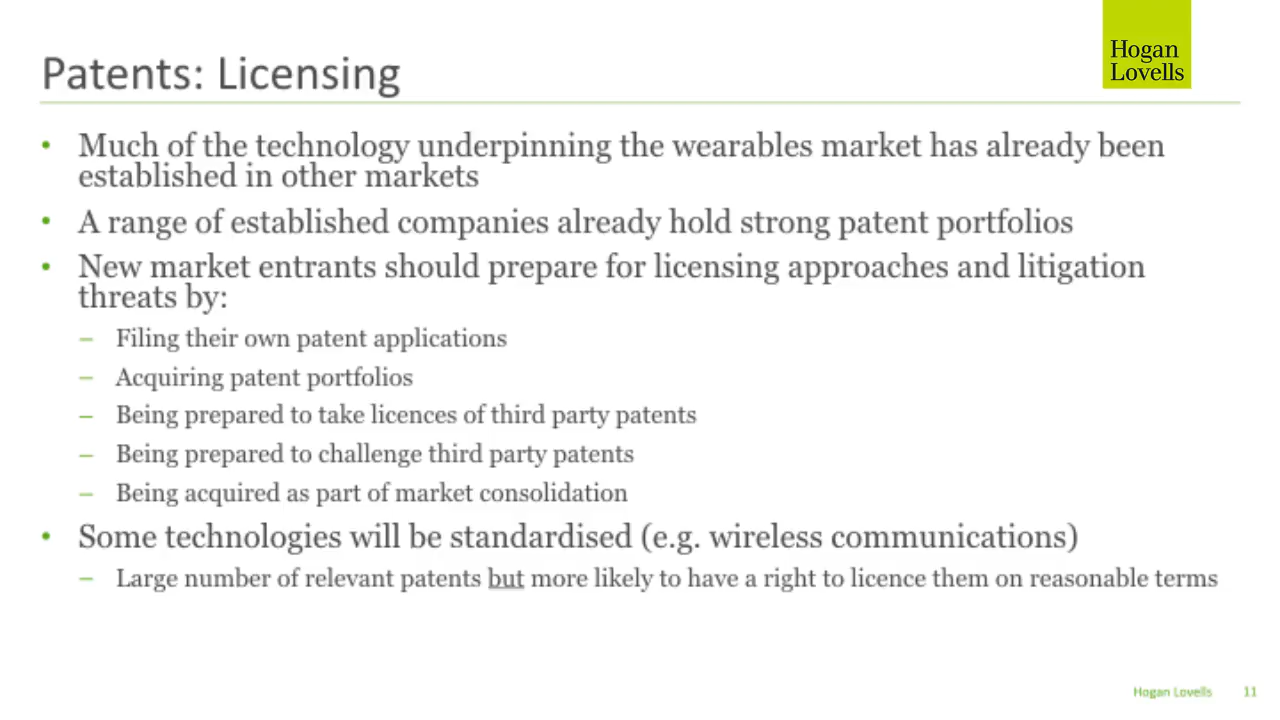 Patents: Licensing
Hogan
Lovells
• Much of the technology underpinning the wearables market has already been
established in other markets
• A range of established companies already hold strong patent portfolios
• New market entrants should prepare for licensing approaches and litigation
threats by:
– Filing their own patent applications
– Acquiring patent portfolios
– Being prepared to take licences of third party patents
– Being prepared to challenge third party patents
– Being acquired as part of market consolidation
• Some technologies will be standardised (e.g. wireless communications)
– Large number of relevant patents but more likely to have a right to licence them on reasonable terms
Hogan Lovells 11